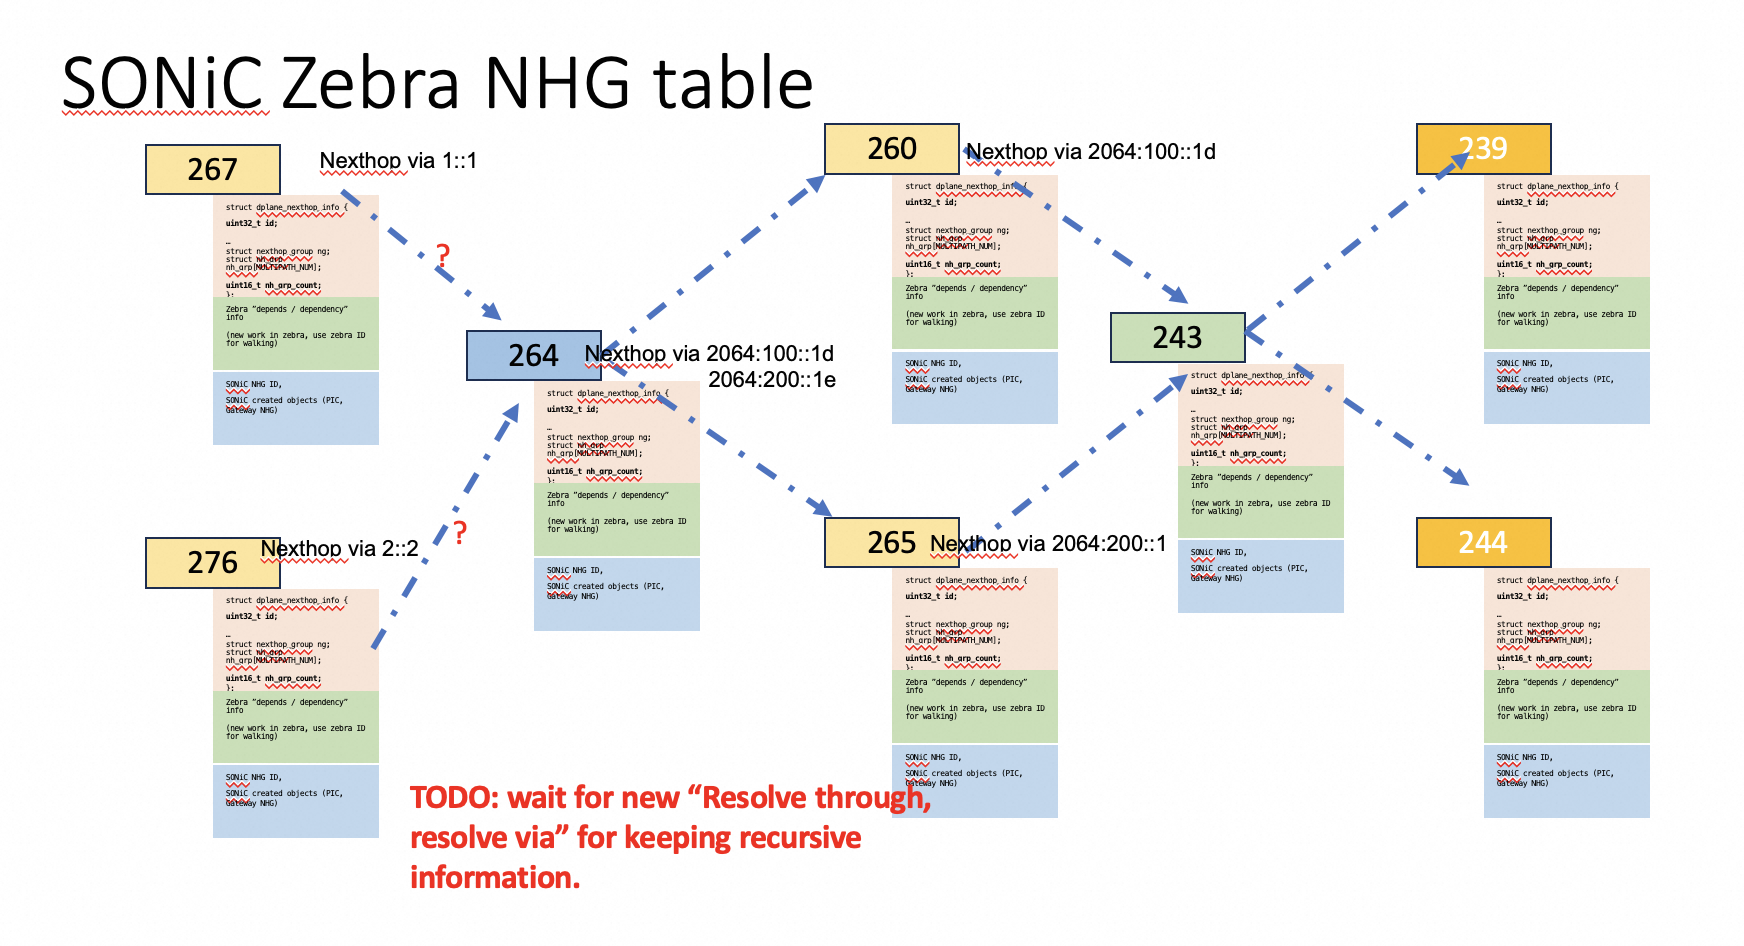 SONiC Zebra NHG table
267
Nexthop via 1::1
struct dplane_nexthop_info {
uint32_t id;
…
struct nexthop_group ng;
struct nh_grp
nh_grp[MULTIPATH_NUM];
uint16_t nh_grp_count;
};
Zebra “depends / dependency”
info
(new work in zebra, use zebra ID
for walking)
SONiC NHG ID,
SONiC created objects (PIC,
Gateway NHG)
?
276
Nexthop via 2::2
struct dplane_nexthop_info {
uint32_t id;
…
struct nexthop_group ng;
struct nh_grp
nh_grp[MULTIPATH_NUM];
uint16_t nh_grp_count;
};
Zebra “depends / dependency”
info
(new work in zebra, use zebra ID
for walking)
SONiC NHG ID,
SONiC created objects (PIC,
Gateway NHG)
?
264
Nexthop via 2064:100::1d
2064:200::1e
struct dplane_nexthop_info {
uint32_t id;
…
struct nexthop_group ng;
struct nh_grp
nh_grp[MULTIPATH_NUM];
uint16_t nh_grp_count;
};
Zebra “depends / dependency”
info
(new work in zebra, use zebra ID
for walking)
SONiC NHG ID,
SONiC created objects (PIC,
Gateway NHG)
260
Nexthop via 2064:100::1d
struct dplane_nexthop_info {
uint32_t id;
…
struct nexthop_group ng;
struct nh_grp
nh_grp[MULTIPATH_NUM];
uint16_t nh_grp_count;
};
Zebra “depends / dependency”
info
(new work in zebra, use zebra ID
for walking)
SONiC NHG ID,
SONiC created objects (PIC,
Gateway NHG)
265
Nexthop via 2064:200::1
struct dplane_nexthop_info {
uint32_t id;
…
struct nexthop_group ng;
struct nh_grp
nh_grp[MULTIPATH_NUM];
uint16_t nh_grp_count;
};
Zebra “depends / dependency”
info
(new work in zebra, use zebra ID
for walking)
SONiC NHG ID,
SONiC created objects (PIC,
Gateway NHG)
243
struct dplane_nexthop_info {
uint32_t id;
…
struct nexthop_group ng;
struct nh_grp
nh_grp[MULTIPATH_NUM];
uint16_t nh_grp_count;
};
Zebra “depends / dependency”
info
(new work in zebra, use zebra ID
for walking)
SONiC NHG ID,
SONiC created objects (PIC,
Gateway NHG)
239
struct dplane_nexthop_info {
uint32_t id;
…
struct nexthop_group ng;
struct nh_grp
nh_grp[MULTIPATH_NUM];
uint16_t nh_grp_count;
};
Zebra “depends / dependency”
info
(new work in zebra, use zebra ID
for walking)
SONiC NHG ID,
SONiC created objects (PIC,
Gateway NHG)
244
struct dplane_nexthop_info {
uint32_t id;
…
struct nexthop_group ng;
struct nh_grp
nh_grp[MULTIPATH_NUM];
uint16_t nh_grp_count;
};
Zebra “depends / dependency”
info
(new work in zebra, use zebra ID
for walking)
SONiC NHG ID,
SONiC created objects (PIC,
Gateway NHG)
TODO: wait for new “Resolve through,
resolve via” for keeping recursive
information.